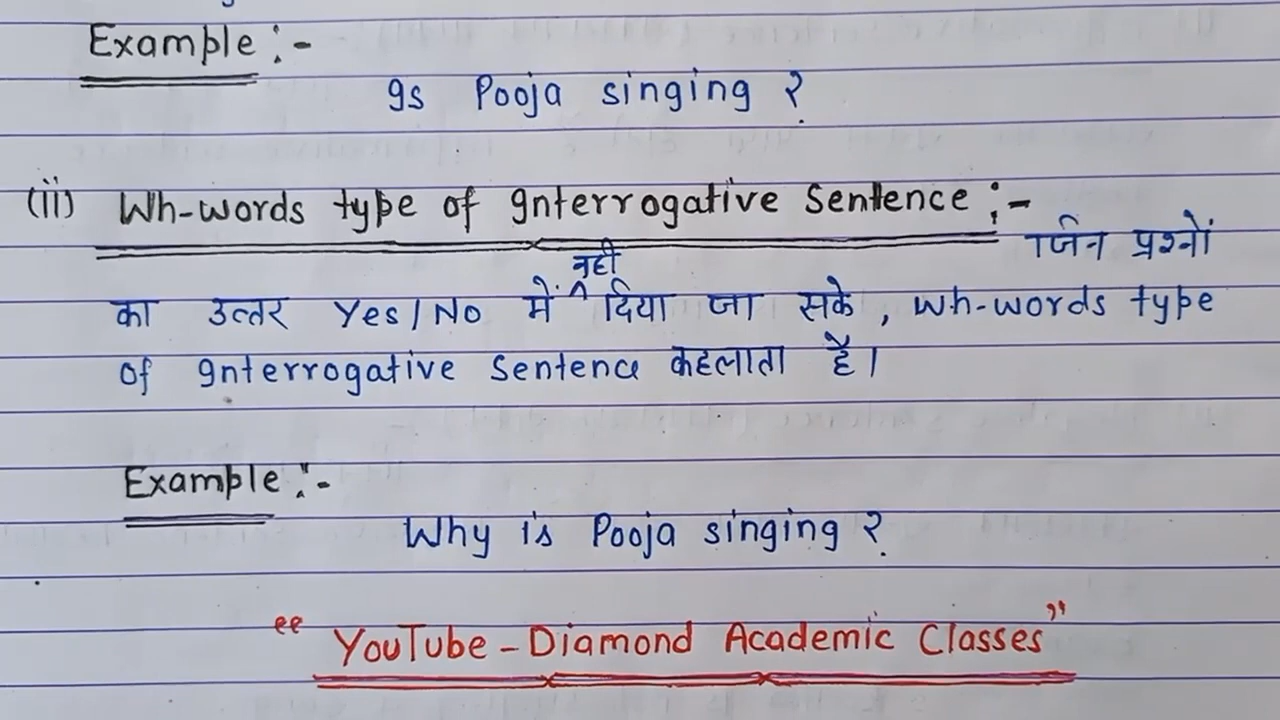 Example :-
Is Pooja singing ?
(ii) Wh-words type of Interrogative Sentence :-
जिन प्रश्नों
नहीं
का उत्तर Yes/No में ^ दिया जा सके, Wh-words type
of Interrogative Sentence कहलाता है।
Example :-
Why is Pooja singing ?
"YouTube - Diamond Academic Classes"